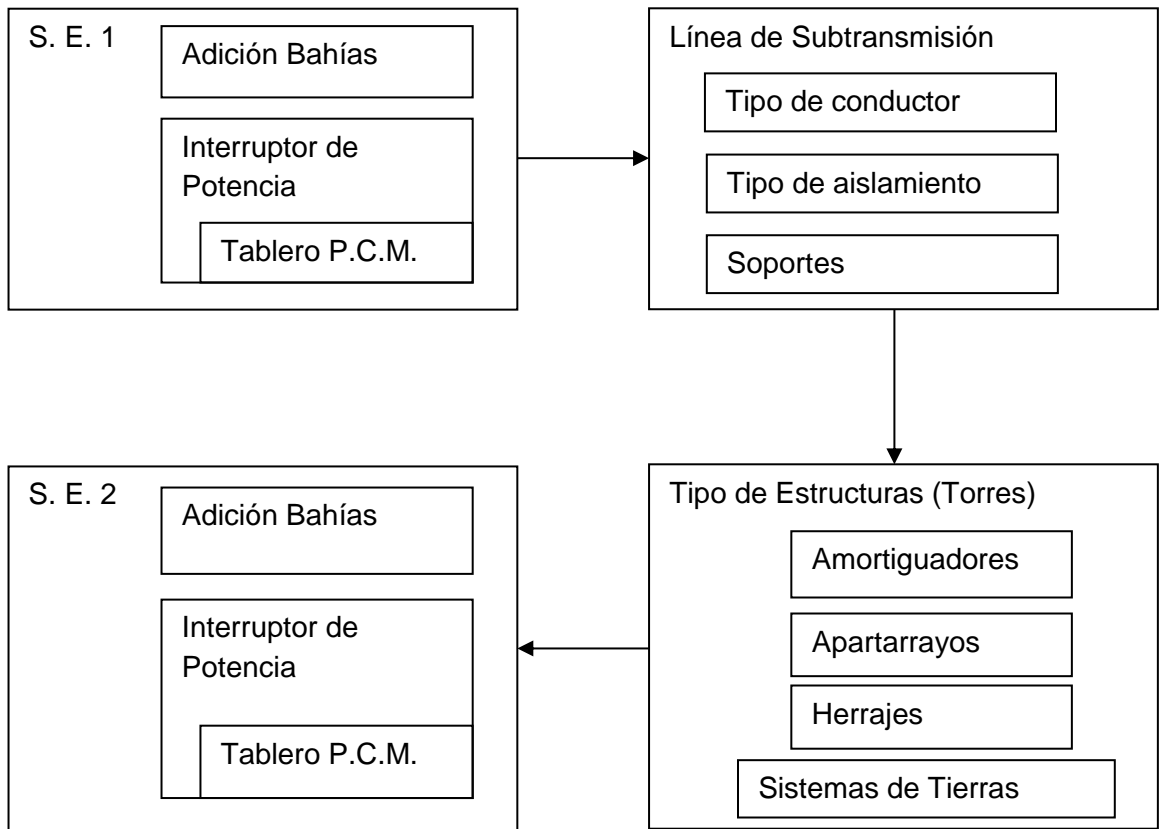 S. E. 1
Adición Bahías
Interruptor de
Potencia
Tablero P.C.M.
Línea de Subtransmisión
Tipo de conductor
Tipo de aislamiento
Soportes
S. E. 2
Adición Bahías
Interruptor de
Potencia
Tablero P.C.M.
Tipo de Estructuras (Torres)
Amortiguadores
Apartarrayos
Herrajes
Sistemas de Tierras